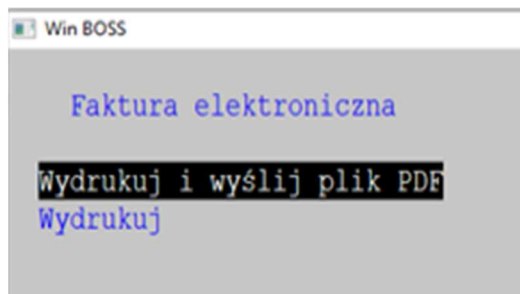 Win BOSS
Faktura elektroniczna
Wydrukuj i wyślij plik PDF
Wydrukuj